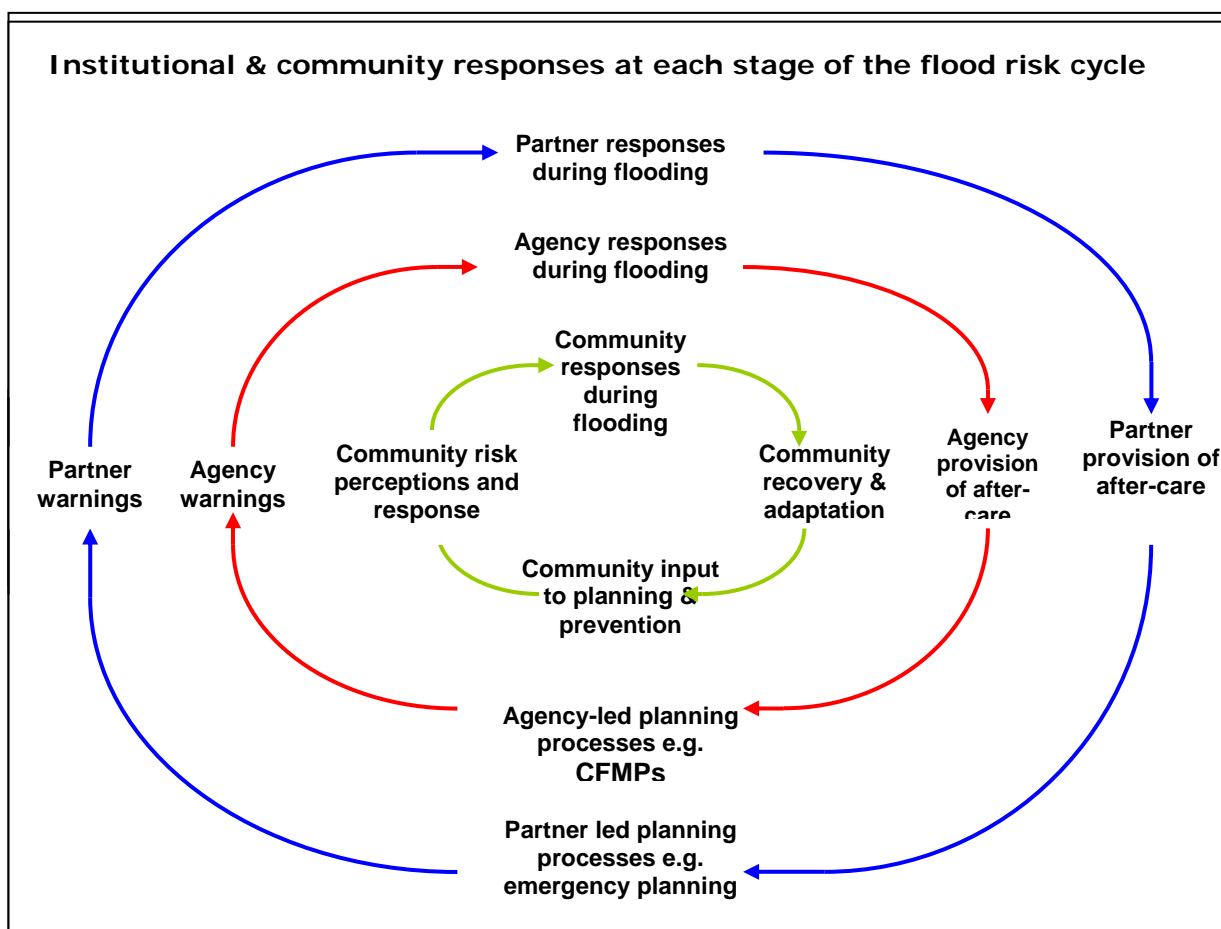 Institutional & community responses at each stage of the flood risk cycle
Partner responses
during flooding
Agency responses
during flooding
Community
responses
during
flooding
Partner
warnings
Agency
warnings
Community risk
perceptions and
response
Community
recovery &
adaptation
Agency
provision
of after-
care
Partner
provision of
after-care
Community input
to planning &
prevention
Agency-led planning
processes e.g.
CFMPs
Partner led planning
processes e.g.
emergency planning